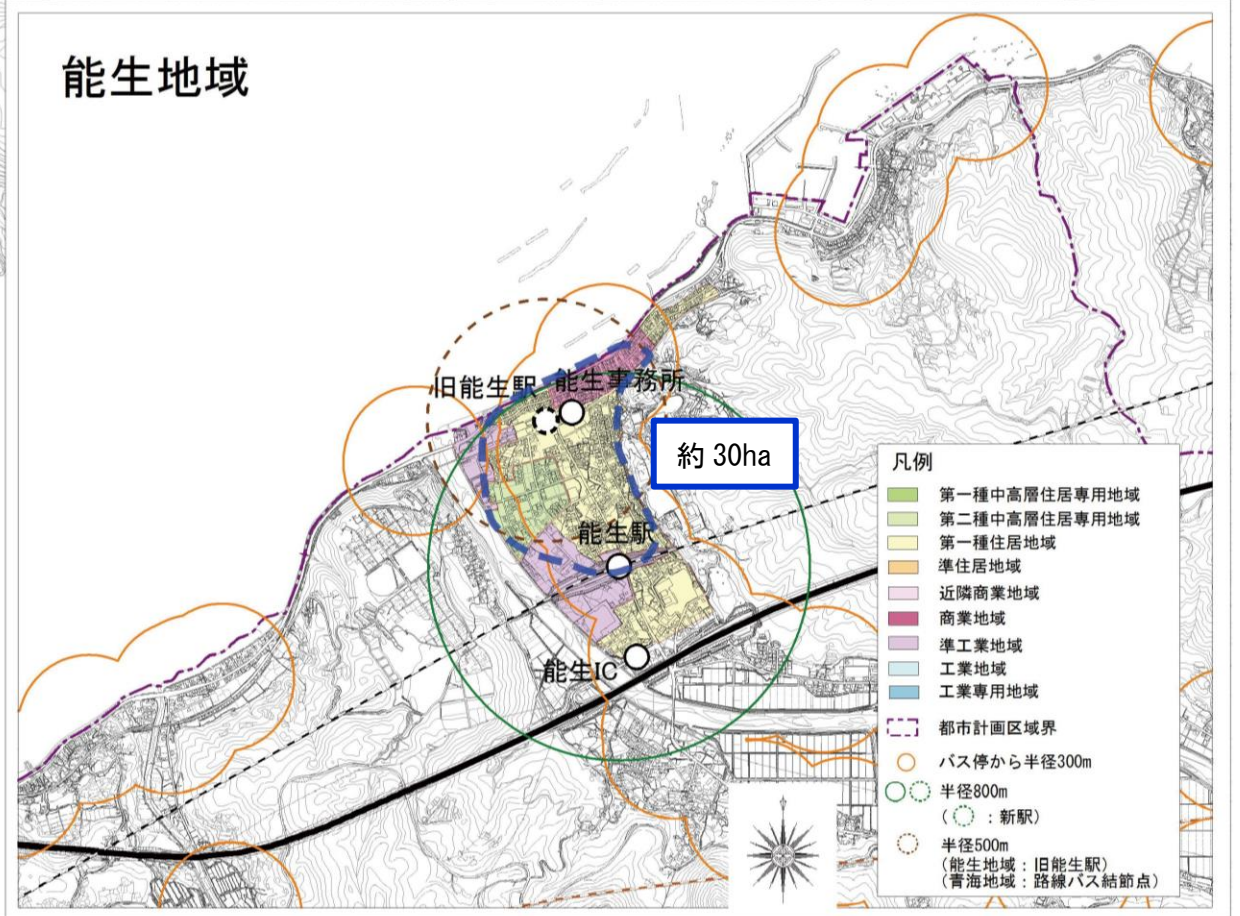 能生地域
旧能生駅
能生事務所
約 30ha
能生駅
能生IC
凡例
第一種中高層住居専用地域
第二種中高層住居専用地域
第一種住居地域
準住居地域
近隣商業地域
商業地域
準工業地域
工業地域
工業専用地域
都市計画区域界
バス停から半径300m
半径800m
( : 新駅)
半径500m
(能生地域:旧能生駅)
(青海地域:路線バス結節点)